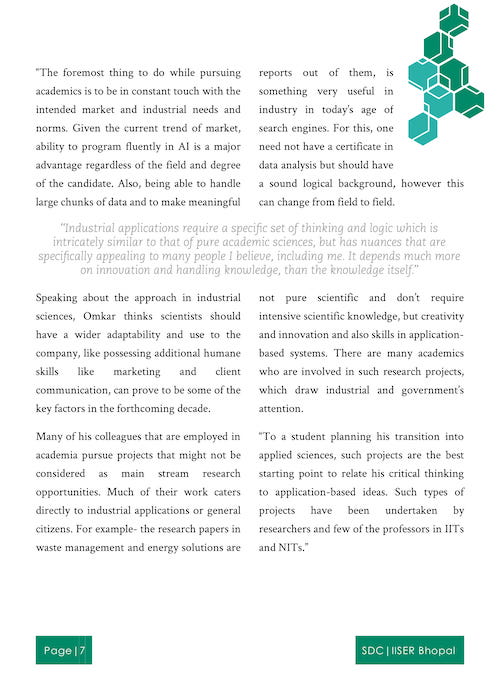 “The foremost thing to do while pursuing
academics is to be in constant touch with the
intended market and industrial needs and
norms. Given the current trend of market,
ability to program fluently in AI is a major
advantage regardless of the field and degree
of the candidate. Also, being able to handle
large chunks of data and to make meaningful
reports out of them, is
something very useful in
industry in today’s age of
search engines. For this, one
need not have a certificate in
data analysis but should have
a sound logical background, however this
can change from field to field.
“Industrial applications require a specific set of thinking and logic which is
intricately similar to that of pure academic sciences, but has nuances that are
specifically appealing to many people I believe, including me. It depends much more
on innovation and handling knowledge, than the knowledge itself.”
Speaking about the approach in industrial
sciences, Omkar thinks scientists should
have a wider adaptability and use to the
company, like possessing additional humane
skills like marketing and client
communication, can prove to be some of the
key factors in the forthcoming decade.
Many of his colleagues that are employed in
academia pursue projects that might not be
considered as main stream research
opportunities. Much of their work caters
directly to industrial applications or general
citizens. For example- the research papers in
waste management and energy solutions are
not pure scientific and don’t require
intensive scientific knowledge, but creativity
and innovation and also skills in application-
based systems. There are many academics
who are involved in such research projects,
which draw industrial and government’s
attention.
“To a student planning his transition into
applied sciences, such projects are the best
starting point to relate his critical thinking
to application-based ideas. Such types of
projects have been undertaken by
researchers and few of the professors in IITs
and NITs.”
Page|7
SDC|IISER Bhopal